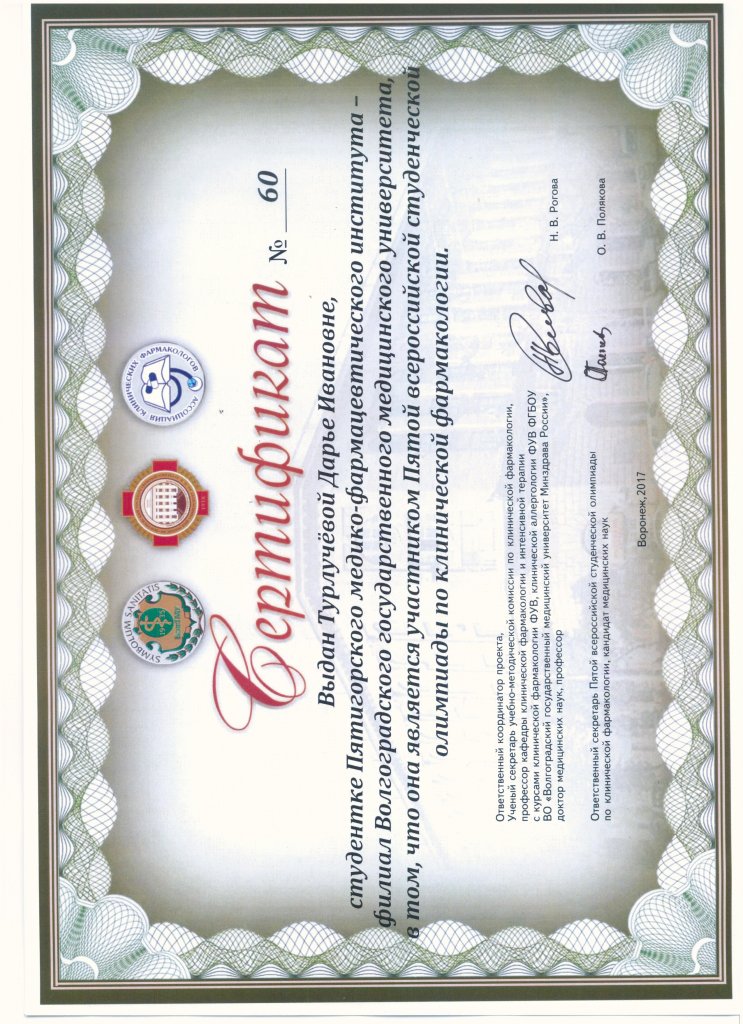 SYMBOLUM SANITATIS
1935
ВолгГМУ
АССОЦИАЦИЯ КЛИНИЧЕСКИХ ФАРМАКОЛОГОВ
Сертификат
№ 60
Выдан Турлучёвой Дарье Ивановне,
студентке Пятигорского медико-фармацевтического института –
филиал Волгоградского государственного медицинского университета,
в том, что она является участником Пятой всероссийской студенческой
олимпиады по клинической фармакологии.
Ответственный координатор проекта,
Ученый секретарь учебно-методической комиссии по клинической фармакологии,
профессор кафедры клинической фармакологии и интенсивной терапии
с курсами клинической фармакологии ФУВ, клинической аллергологии ФУВ ФГБОУ
ВО «Волгоградский государственный медицинский университет Минздрава России»,
доктор медицинских наук, профессор
Н. В. Рогова
Ответственный секретарь Пятой всероссийской студенческой олимпиады
по клинической фармакологии, кандидат медицинских наук
О. В. Полякова
Воронеж,2017